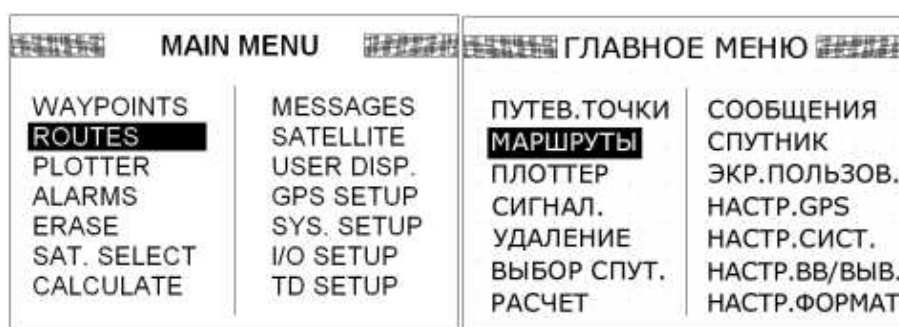 MAIN MENU
WAYPOINTS
ROUTES
PLOTTER
ALARMS
ERASE
SAT. SELECT
CALCULATE
MESSAGES
SATELLITE
USER DISP.
GPS SETUP
SYS. SETUP
I/O SETUP
TD SETUP
ГЛАВНОЕ МЕНЮ
ПУТЕВ.ТОЧКИ
МАРШРУТЫ
ПЛОТТЕР
СИГНАЛ.
УДАЛЕНИЕ
ВЫБОР СПУТ.
РАСЧЕТ
СООБЩЕНИЯ
СПУТНИК
ЭКР.ПОЛЬЗОВ.
НАСТР.GPS
НАСТР.СИСТ.
НАСТР.ВВ/ВЫВ.
НАСТР.ФОРМАТ